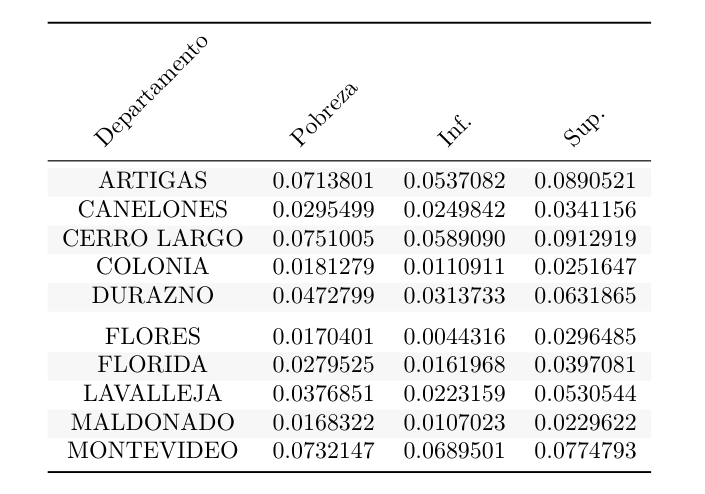 Departamento Pobreza Inf. Sup.
ARTIGAS 0.0713801 0.0537082 0.0890521
CANELONES 0.0295499 0.0249842 0.0341156
CERRO LARGO 0.0751005 0.0589090 0.0912919
COLONIA 0.0181279 0.0110911 0.0251647
DURAZNO 0.0472799 0.0313733 0.0631865
FLORES 0.0170401 0.0044316 0.0296485
FLORIDA 0.0279525 0.0161968 0.0397081
LAVALLEJA 0.0376851 0.0223159 0.0530544
MALDONADO 0.0168322 0.0107023 0.0229622
MONTEVIDEO 0.0732147 0.0689501 0.0774793